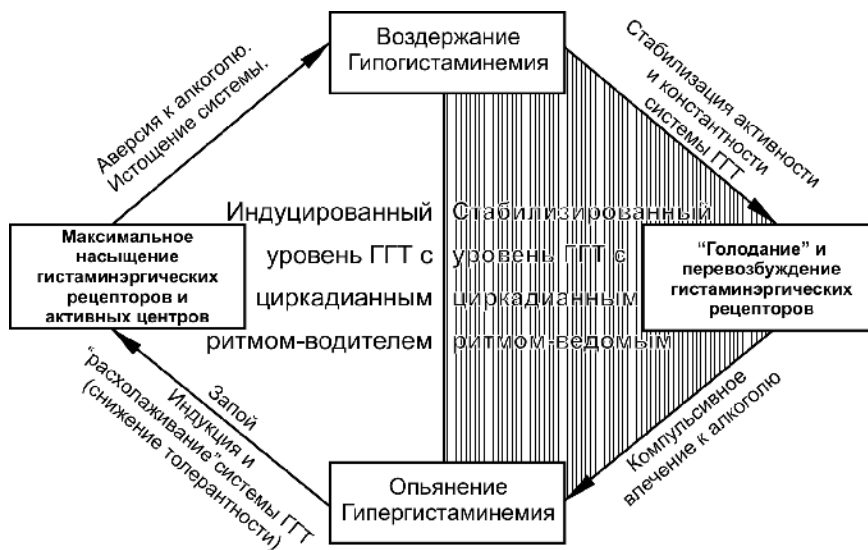 Воздержание
Гипогистаминемия
Аверсия к алкоголю.
Истощение системы.
Стабилизация активности
и константности
системы ГГТ
Индуцированный
уровень ГГТ с
циркадианным
ритмом-водителем
Стабилизированный
уровень ГГТ с
циркадианным
ритмом-ведомым
Максимальное
насыщение
гистаминэргических
рецепторов и
активных центров
“Голодание” и
перевозбуждение
гистаминэргических
рецепторов
Запой
Индукция и
“расхолаживание”системы ГГТ
(снижение толерантности)
Компульсивное
влечение к алкоголю
Опьянение
Гипергистаминемия